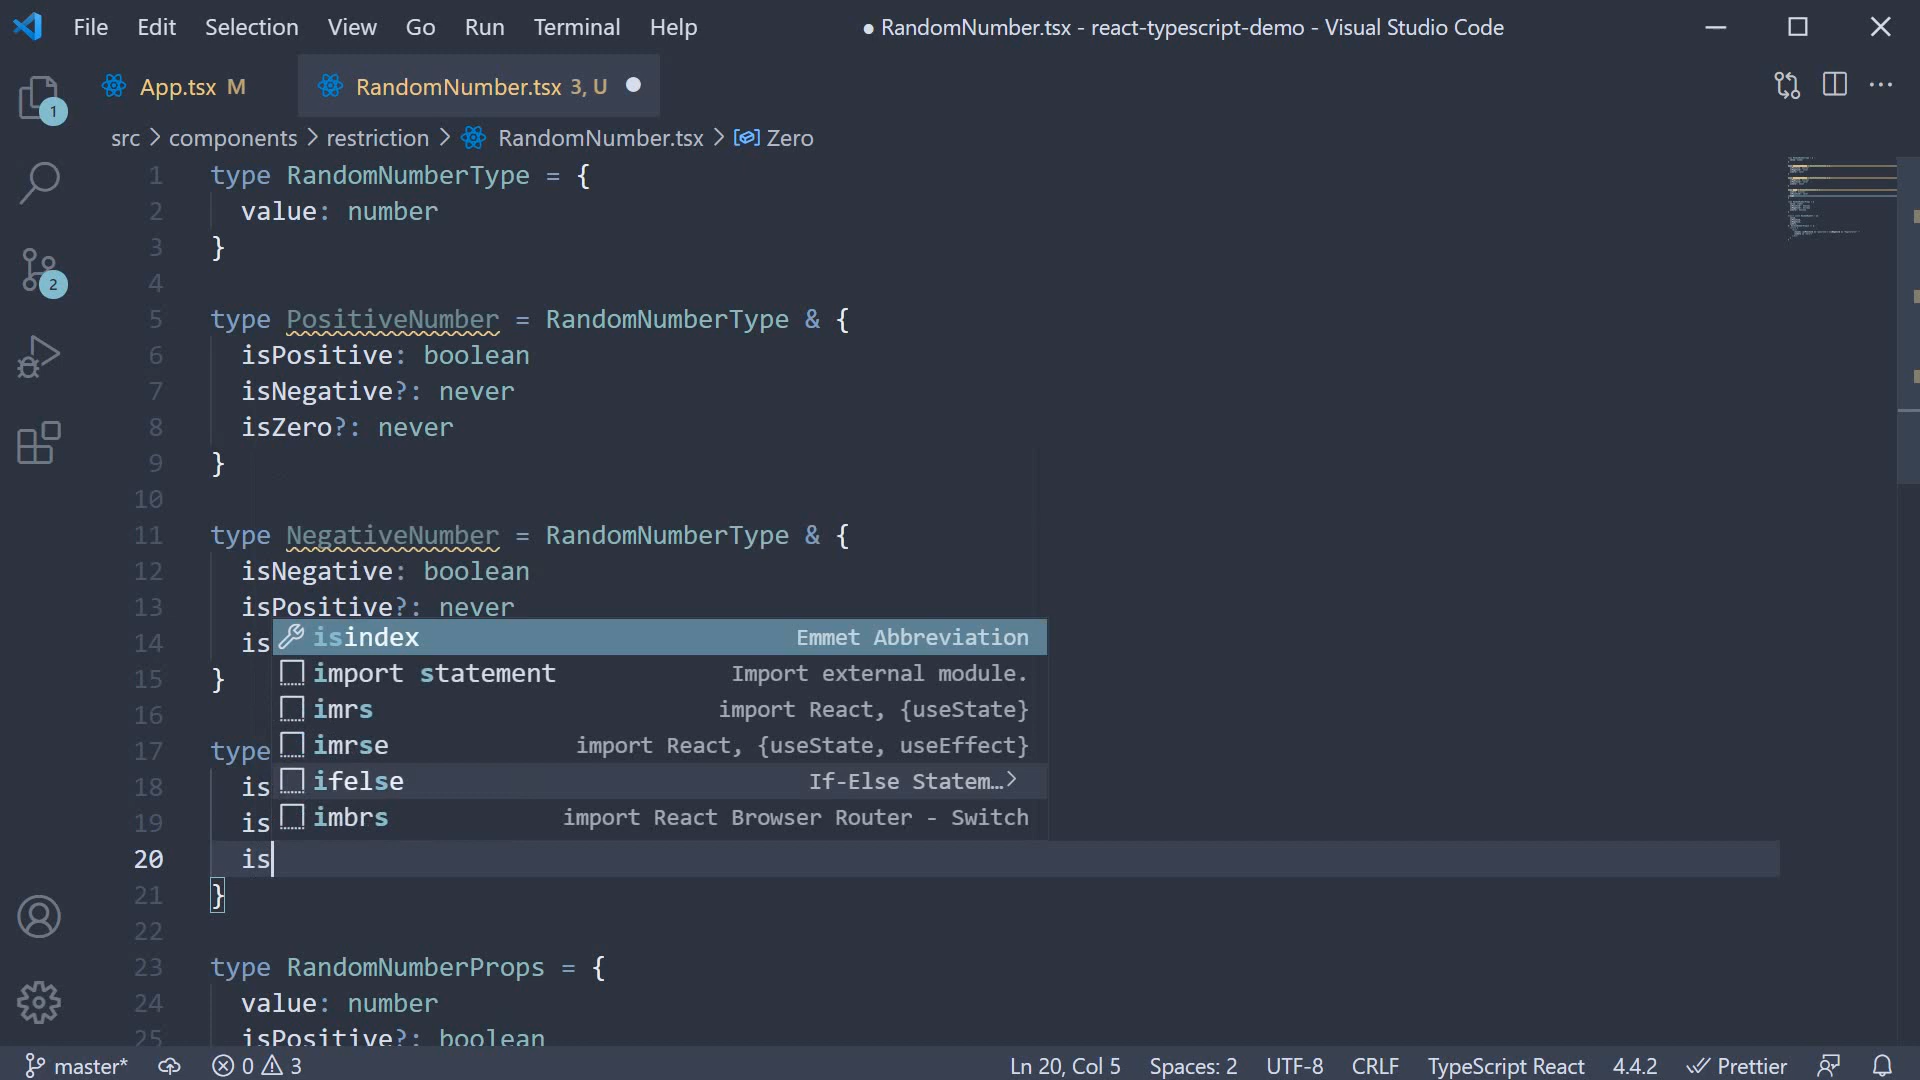 File Edit Selection View Go Run Terminal Help ● RandomNumber.tsx - react-typescript-demo - Visual Studio Code
App.tsx M RandomNumber.tsx 3, U
src > components > restriction > RandomNumber.tsx > Zero
1 type RandomNumberType = {
2 value: number
3 }
4
5 type PositiveNumber = RandomNumberType & {
6 isPositive: boolean
7 isNegative?: never
8 isZero?: never
9 }
10
11 type NegativeNumber = RandomNumberType & {
12 isNegative: boolean
13 isPositive?: never
14 is
isindex Emmet Abbreviation
import statement Import external module.
imrs import React, {useState}
imrse import React, {useState, useEffect}
ifelse If-Else Statem…>
imbrs import React Browser Router - Switch
15 }
16
17 type
18 is
19 is
20 is
21 }
22
23 type RandomNumberProps = {
24 value: number
25 isPositive?: boolean
1
2
master* 0 3 Ln 20, Col 5 Spaces: 2 UTF-8 CRLF TypeScript React 4.4.2 Prettier